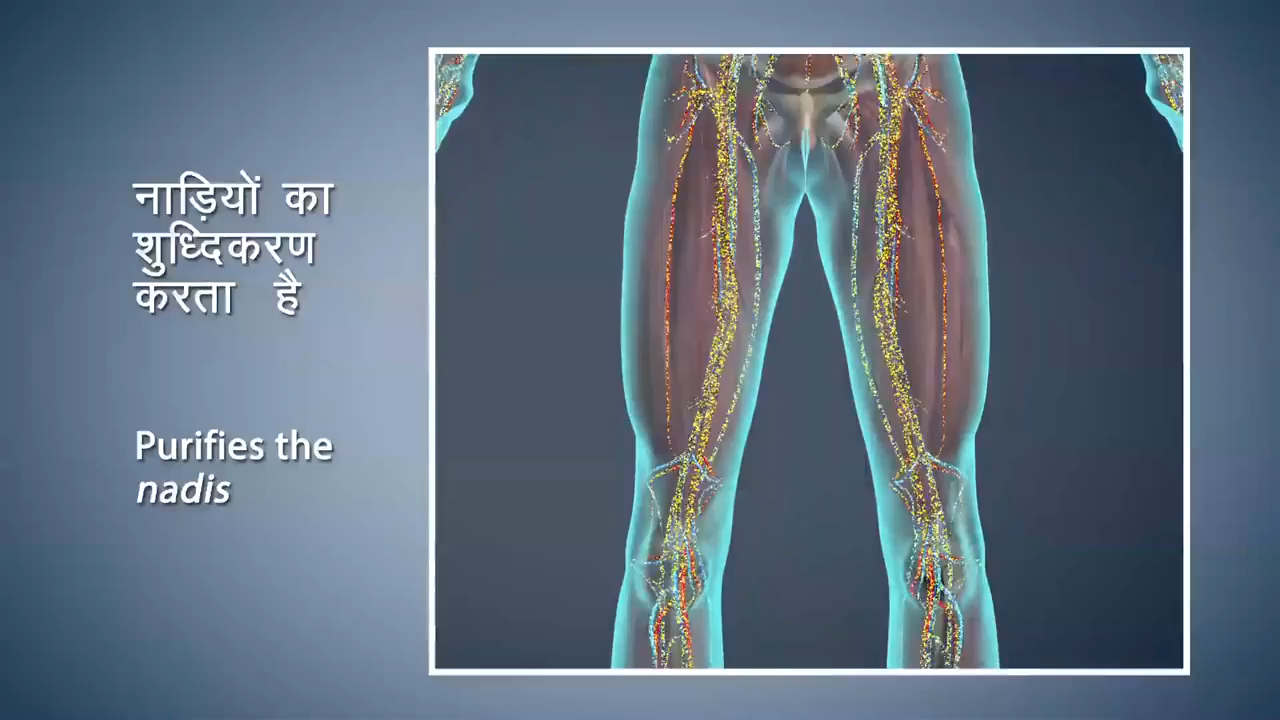 नाड़ियों का
शुध्दिकरण
करता है
Purifies the
nadis